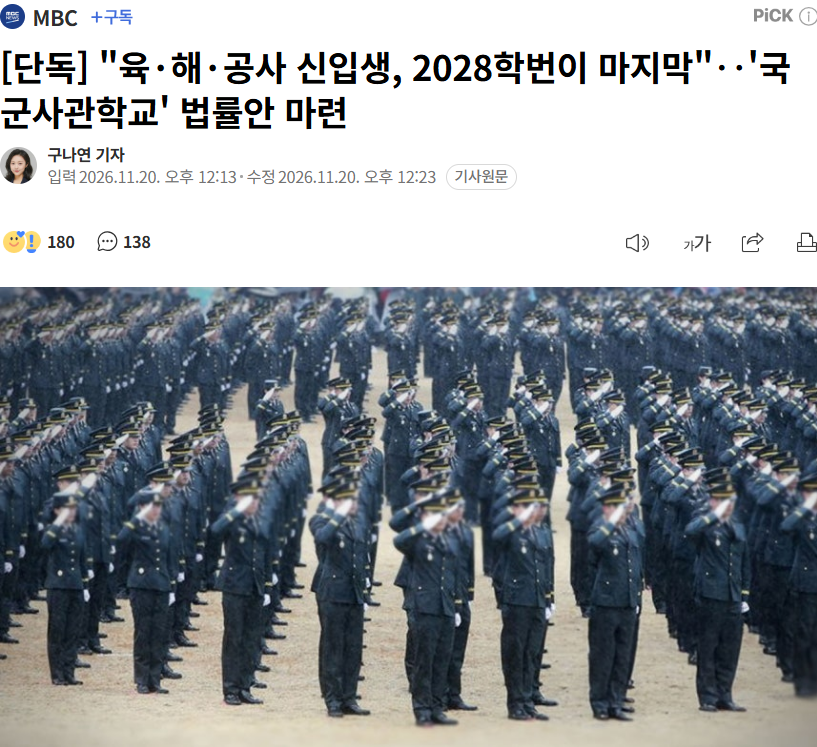 MBC NEWS
MBC +구독
PiCK
[단독] "육·해·공사 신입생, 2028학번이 마지막"‥'국
군사관학교' 법률안 마련
구나연 기자
입력 2026.11.20. 오후 12:13 · 수정 2026.11.20. 오후 12:23 기사원문
180 138
가가